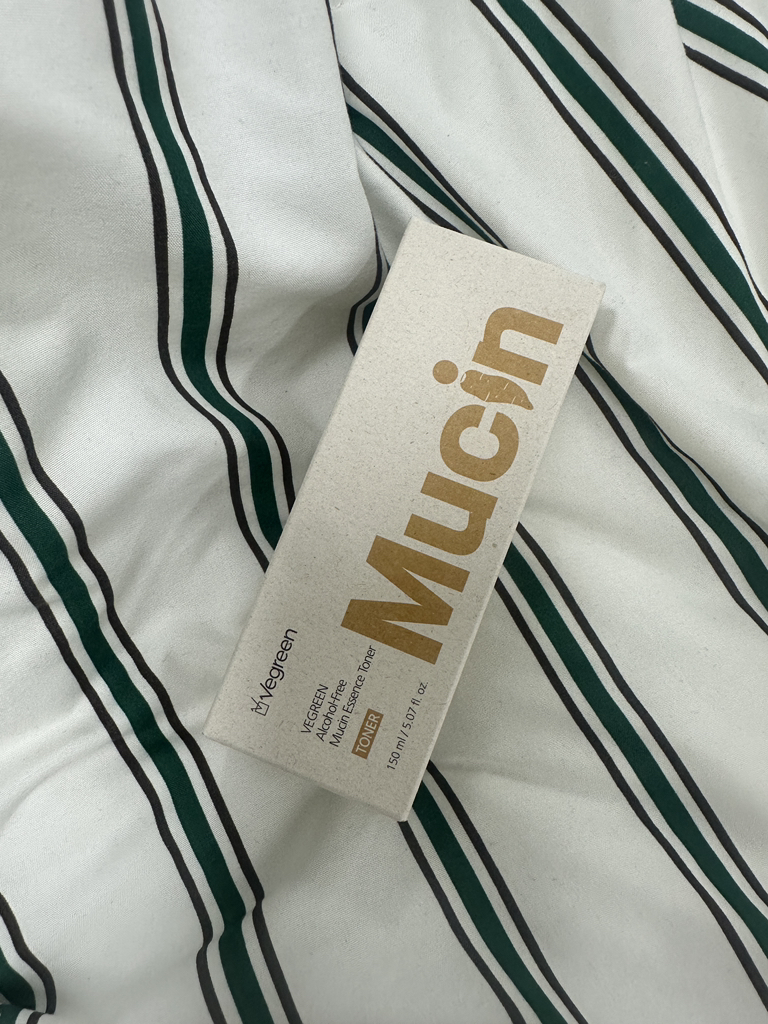 Vegreen
VEGREEN
Alcohol-Free
Mucin Essence Toner
TONER
150 ml / 5.07 fl. oz.
Mucin